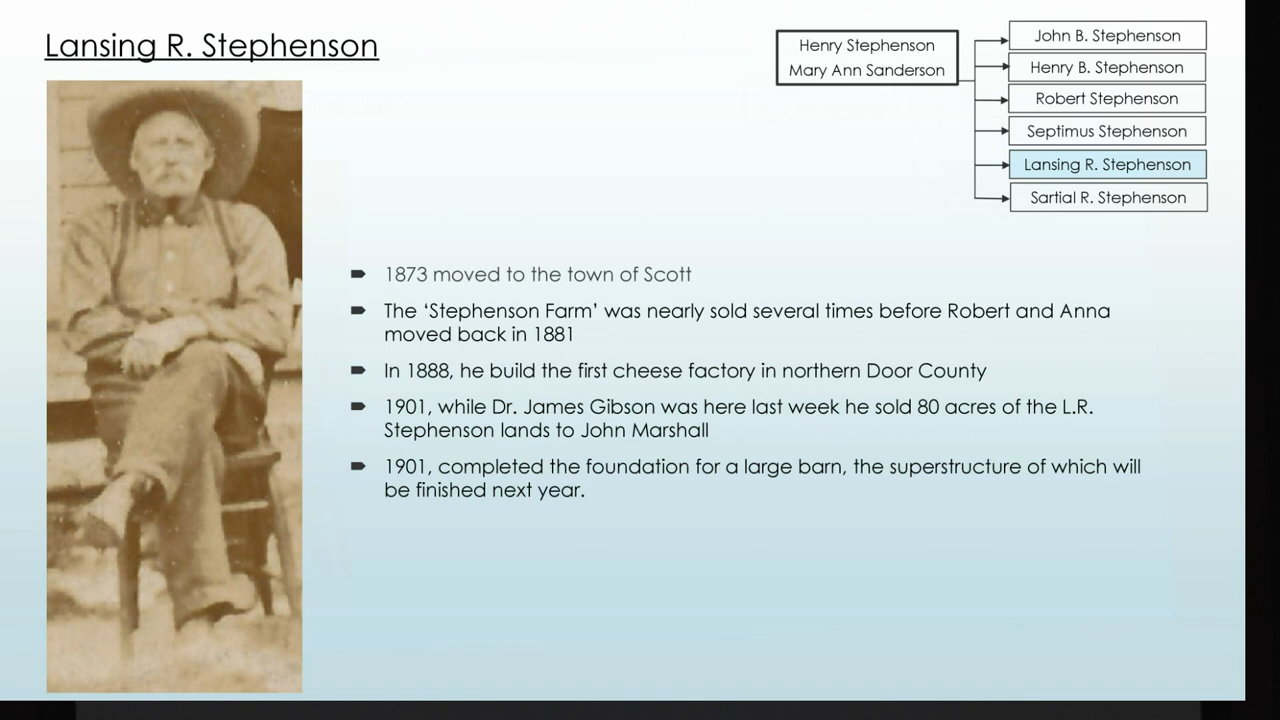 Lansing R. Stephenson
Henry Stephenson
Mary Ann Sanderson
John B. Stephenson
Henry B. Stephenson
Robert Stephenson
Septimus Stephenson
Lansing R. Stephenson
Sartial R. Stephenson
1873 moved to the town of Scott
The ‘Stephenson Farm’ was nearly sold several times before Robert and Anna
moved back in 1881
In 1888, he build the first cheese factory in northern Door County
1901, while Dr. James Gibson was here last week he sold 80 acres of the L.R.
Stephenson lands to John Marshall
1901, completed the foundation for a large barn, the superstructure of which will
be finished next year.